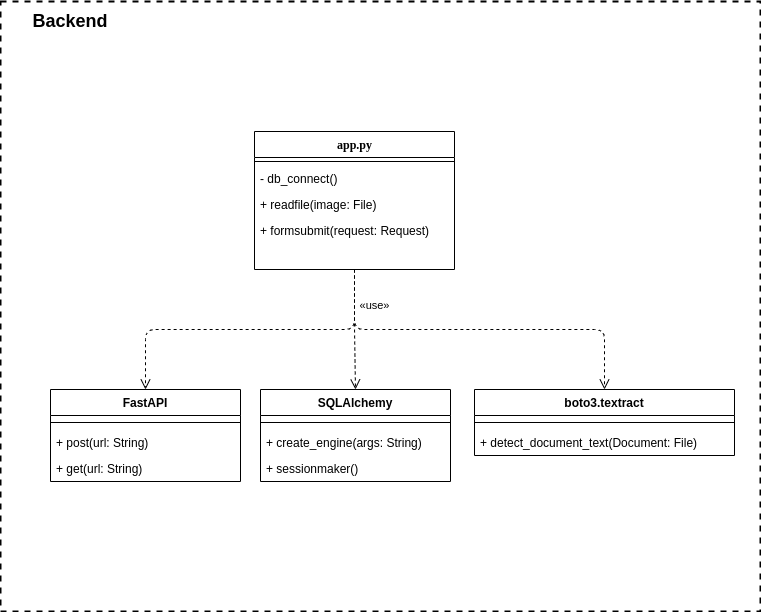 Backend
app.py
- db_connect()
+ readfile(image: File)
+ formsubmit(request: Request)
«use»
FastAPI
+ post(url: String)
+ get(url: String)
SQLAlchemy
+ create_engine(args: String)
+ sessionmaker()
boto3.textract
+ detect_document_text(Document: File)